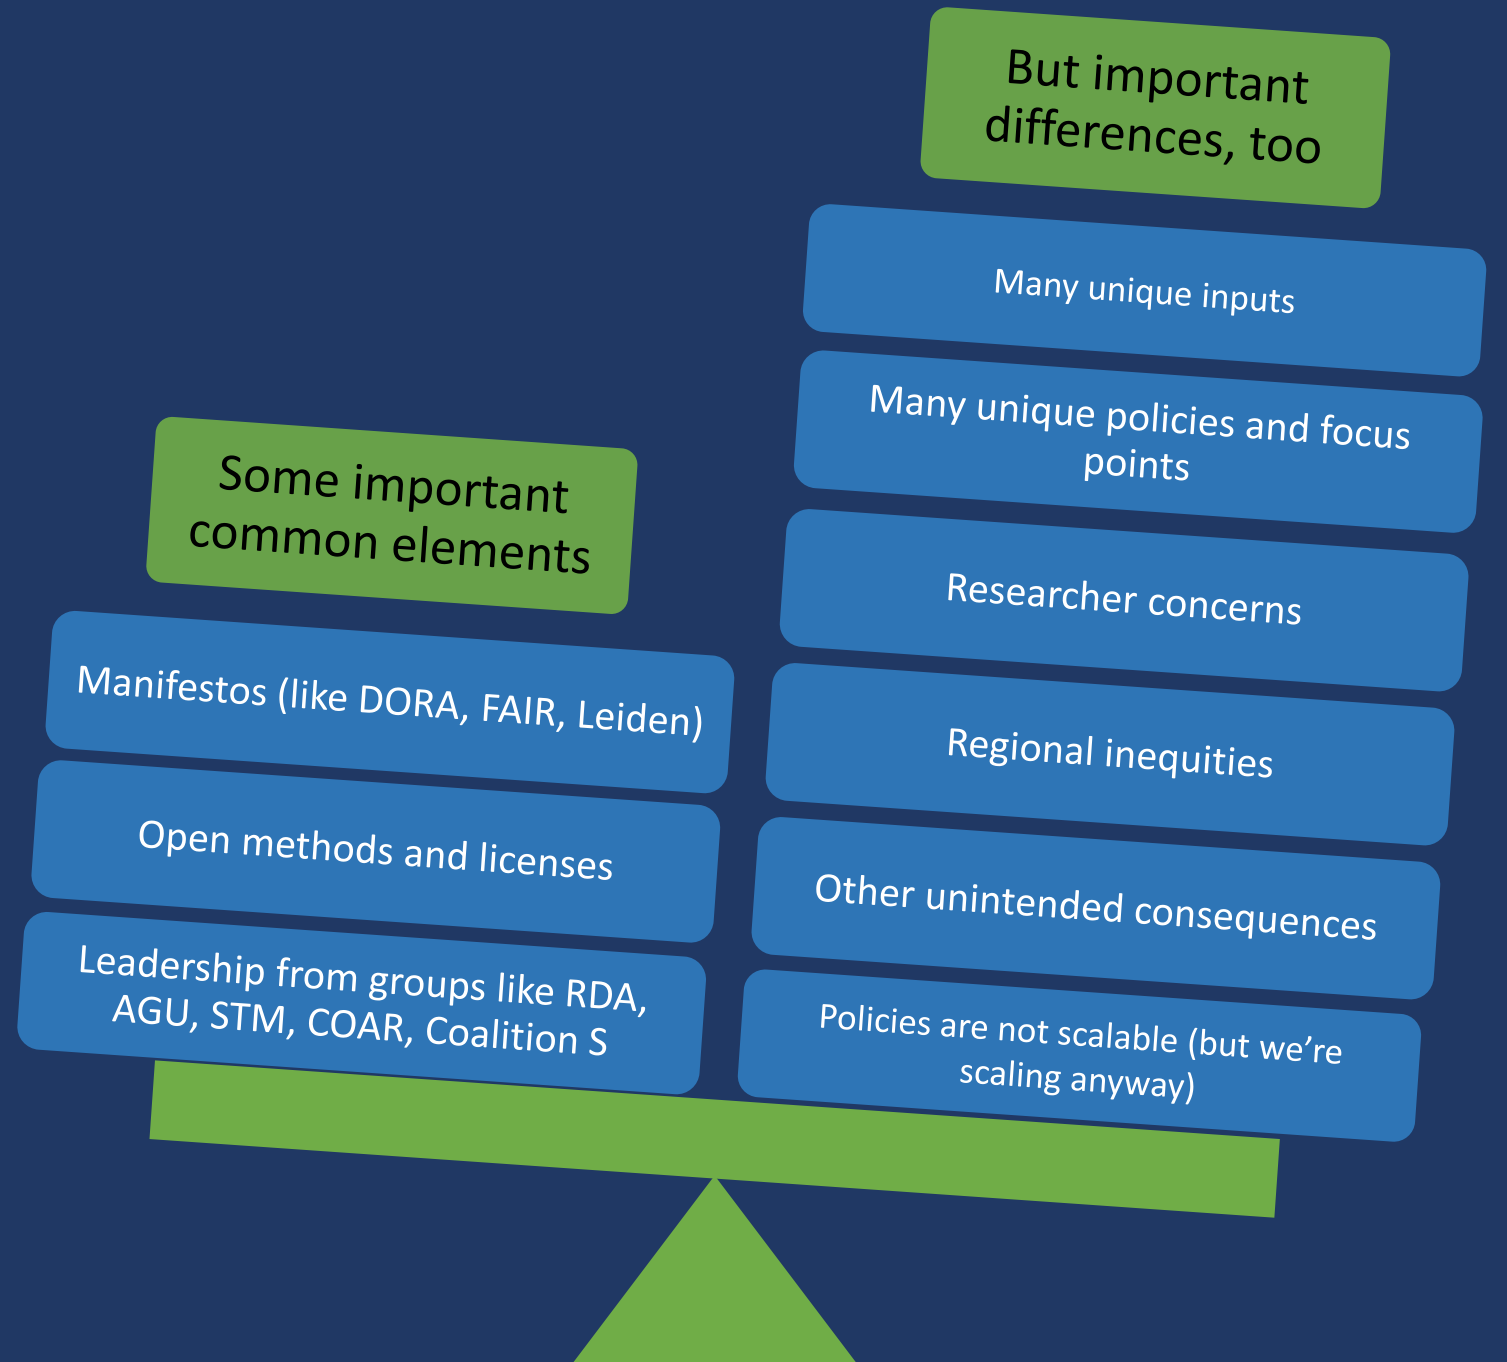 Some important
common elements
Manifestos (like DORA, FAIR, Leiden)
Open methods and licenses
Leadership from groups like RDA,
AGU, STM, COAR, Coalition S
But important
differences, too
Many unique inputs
Many unique policies and focus
points
Researcher concerns
Regional inequities
Other unintended consequences
Policies are not scalable (but we’re
scaling anyway)